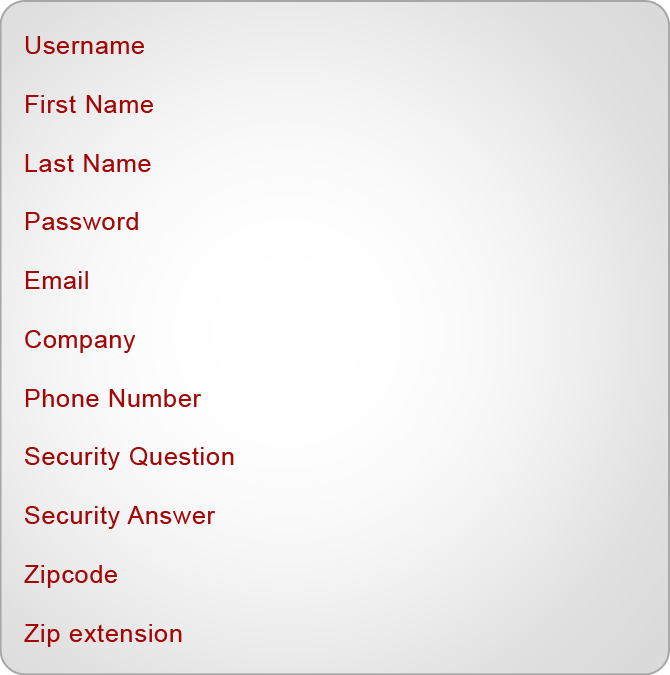 Username
First Name
Last Name
Password
Email
Company
Phone Number
Security Question
Security Answer
Zipcode
Zip extension